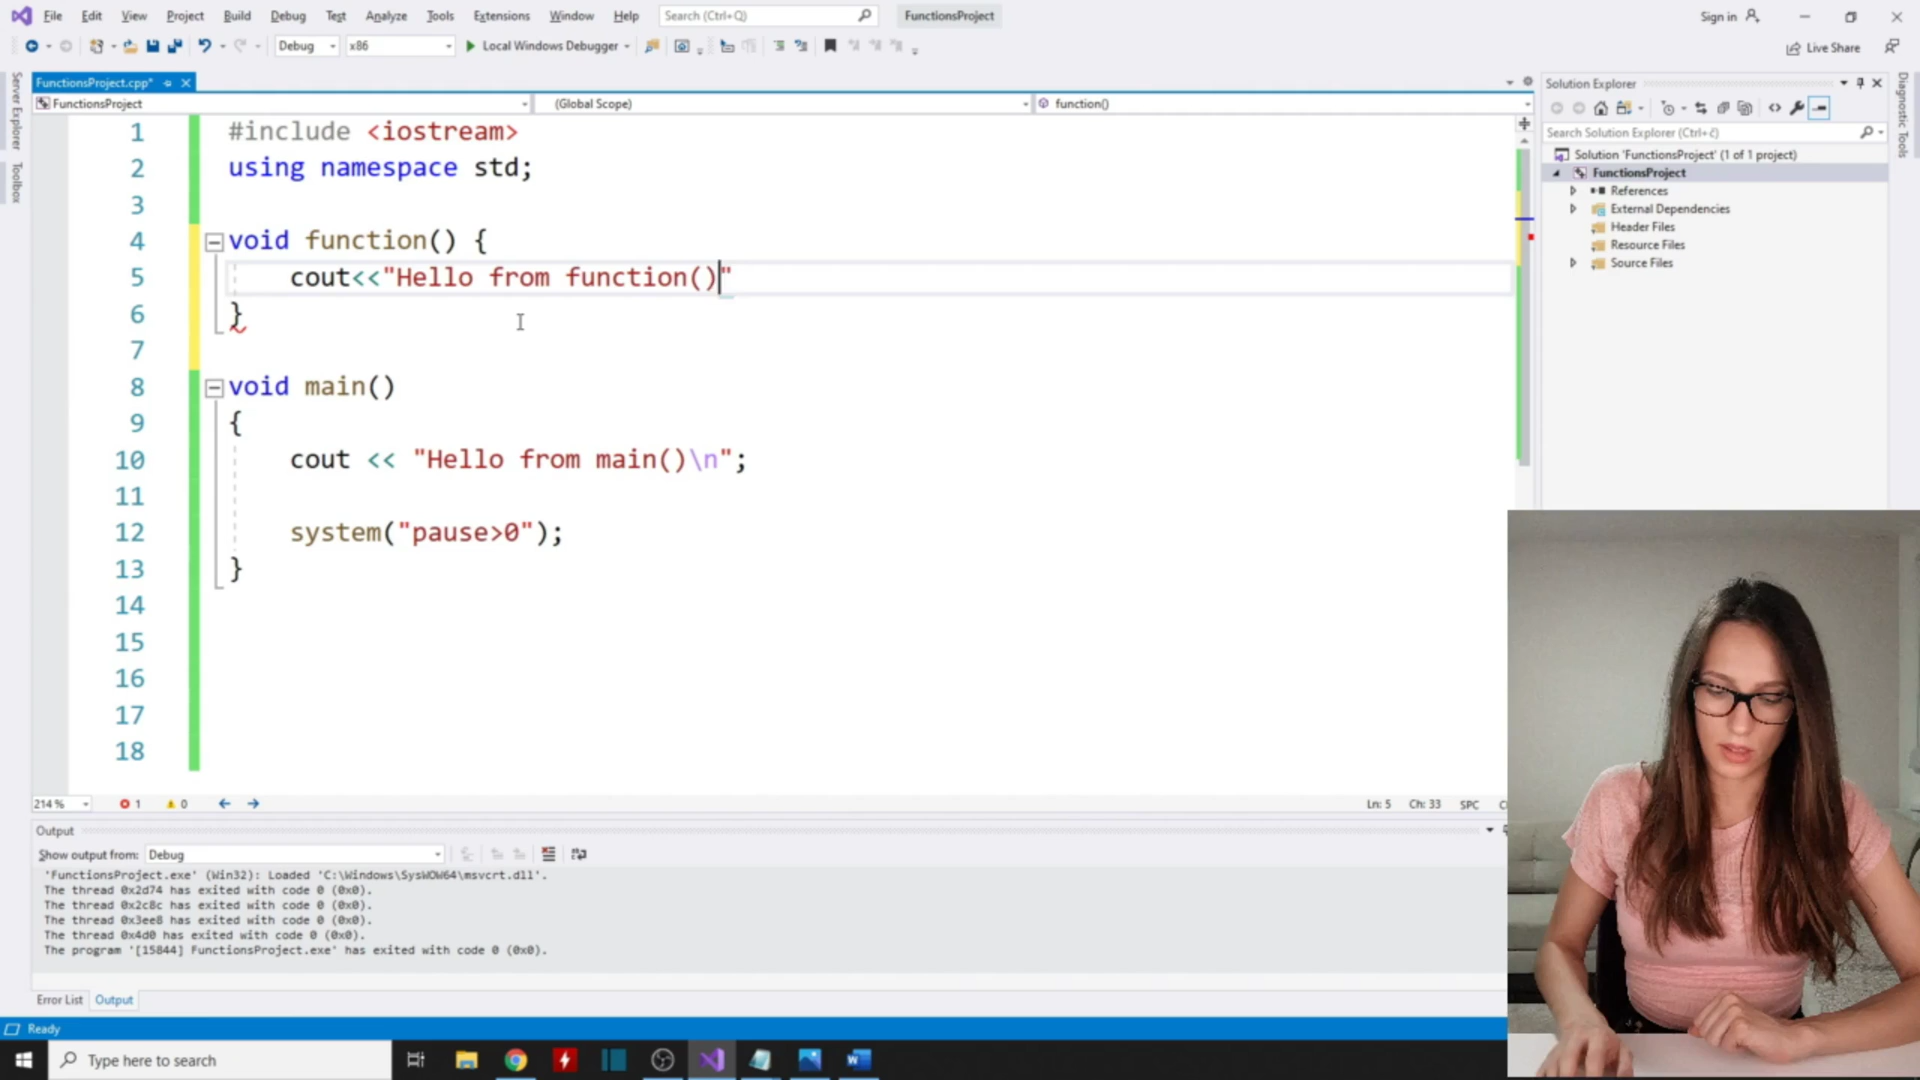 File Edit View Project Build Debug Test Analyze Tools Extensions Window Help Search (Ctrl+Q) FunctionsProject Sign in
Debug x86 Local Windows Debugger Live Share
FunctionsProject.cpp*
FunctionsProject (Global Scope) function()
Server Explorer
Toolbox
1 #include <iostream>
2 using namespace std;
3
4 void function() {
5 cout<<"Hello from function()"
6 }
7
8 void main()
9 {
10 cout << "Hello from main()\n";
11
12 system("pause>0");
13 }
14
15
16
17
18
214 % 1 0 Ln: 5 Ch: 33 SPC
Solution Explorer
Search Solution Explorer (Ctrl+č)
Solution 'FunctionsProject' (1 of 1 project)
FunctionsProject
References
External Dependencies
Header Files
Resource Files
Source Files
Diagnostic Tools
Output
Show output from: Debug
'FunctionsProject.exe' (Win32): Loaded 'C:\Windows\SysWOW64\msvcrt.dll'.
The thread 0x2d74 has exited with code 0 (0x0).
The thread 0x2c8c has exited with code 0 (0x0).
The thread 0x3ee8 has exited with code 0 (0x0).
The thread 0x4d0 has exited with code 0 (0x0).
The program '[15844] FunctionsProject.exe' has exited with code 0 (0x0).
Error List Output
Ready
Type here to search